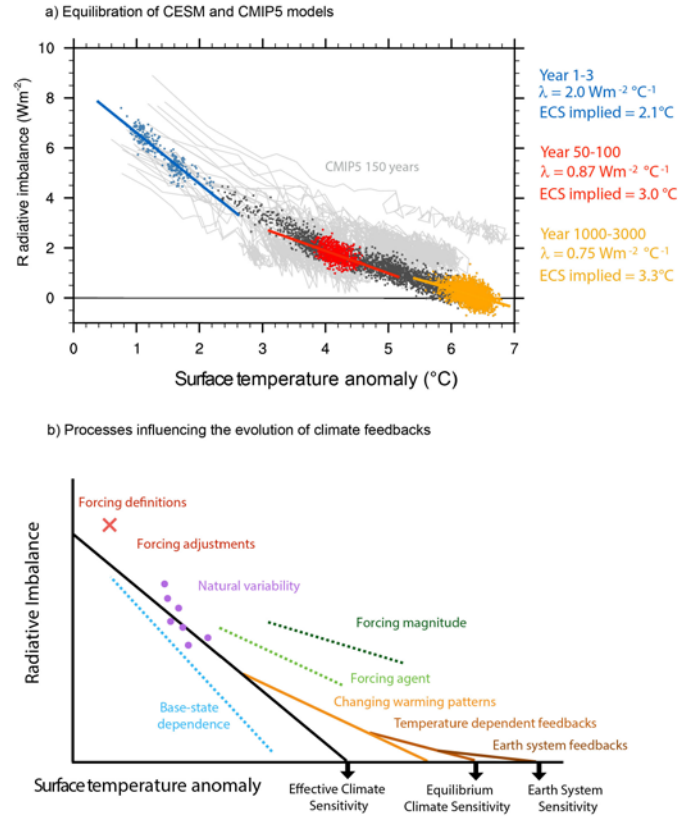 a) Equilibration of CESM and CMIP5 models
10
8
6
4
2
0
R adiative imbalance (Wm-2)
CMIP5 150 years
Year 1-3
λ = 2.0 Wm-2 °C-1
ECS implied = 2.1°C
Year 50-100
λ = 0.87 Wm-2 °C-1
ECS implied = 3.0 °C
Year 1000-3000
λ = 0.75 Wm-2 °C-1
ECS implied = 3.3°C
0 1 2 3 4 5 6 7
Surface temperature anomaly (°C)
b) Processes influencing the evolution of climate feedbacks
Radiative Imbalance
Forcing definitions
Forcing adjustments
Natural variability
Forcing magnitude
Forcing agent
Changing warming patterns
Base-state
dependence
Temperature dependent feedbacks
Earth system feedbacks
Surface temperature anomaly
Effective Climate
Sensitivity
Equilibrium
Climate Sensitivity
Earth System
Sensitivity